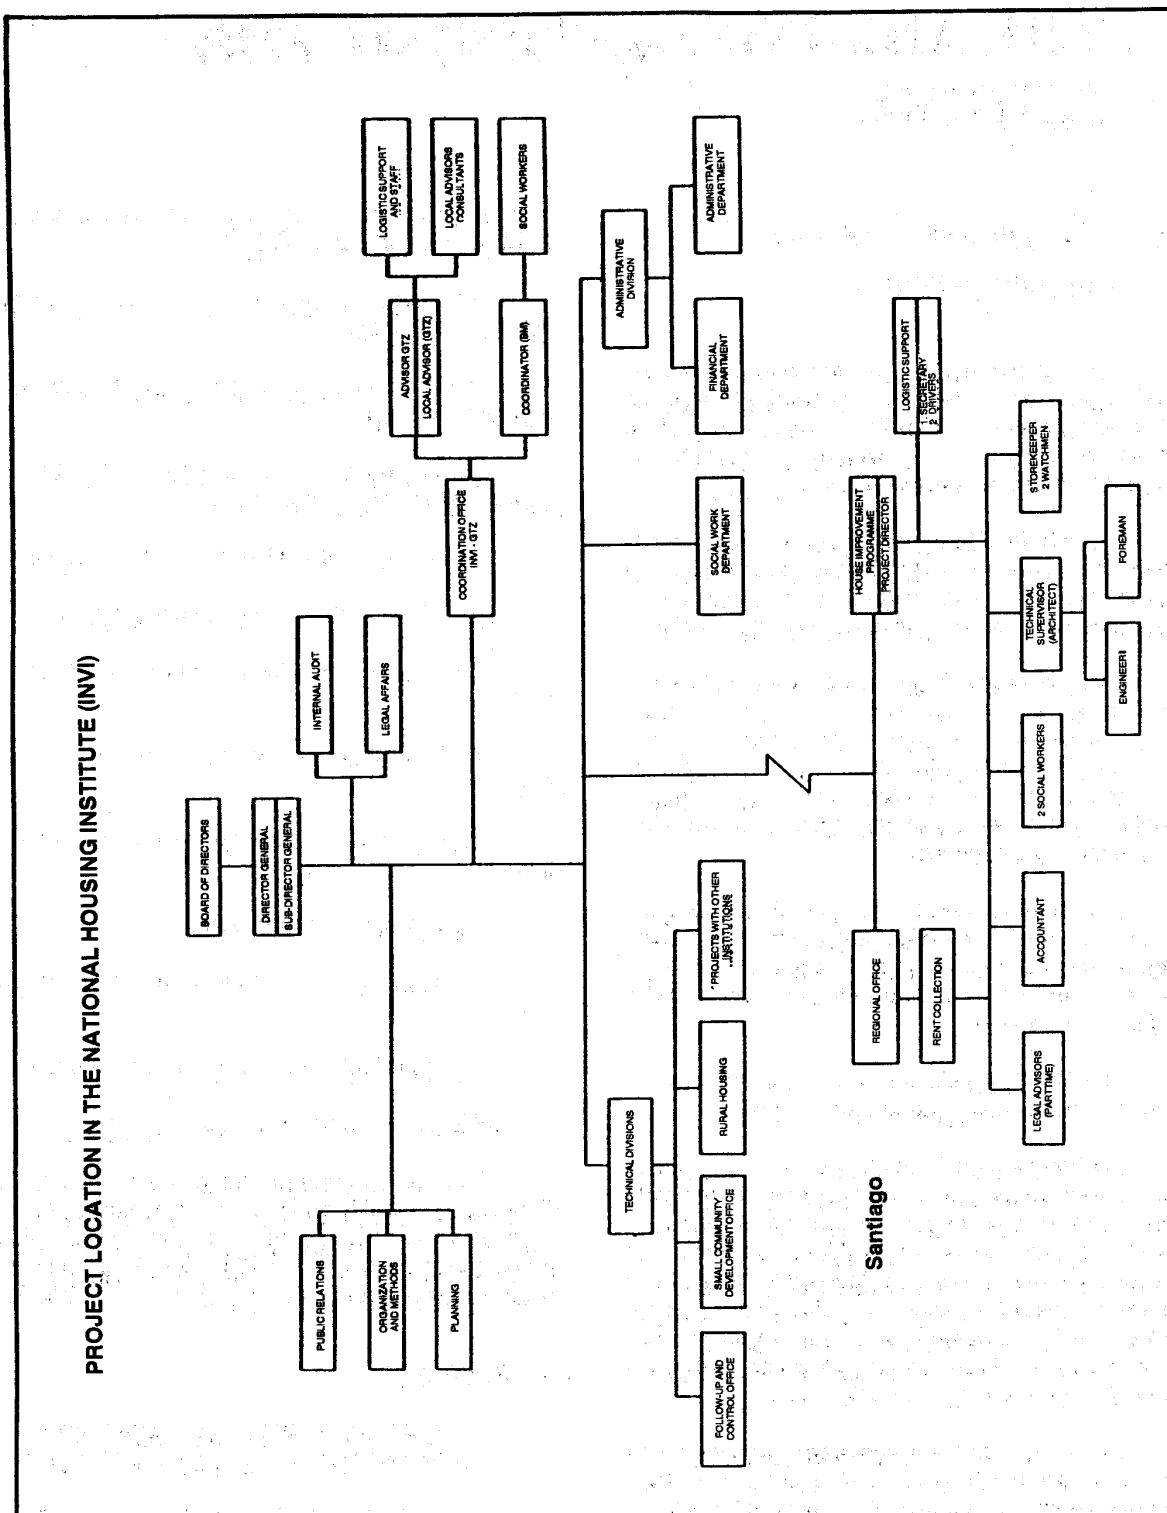 PROJECT LOCATION IN THE NATIONAL HOUSING INSTITUTE (INVI)
BOARD OF DIRECTORS
DIRECTOR GENERAL
SUB-DIRECTOR GENERAL
INTERNAL AUDIT
LEGAL AFFAIRS
PUBLIC RELATIONS
ORGANIZATION
AND METHODS
PLANNING
COORDINATION OFFICE
INVI - GTZ
ADVISOR GTZ
LOCAL ADVISOR (GTZ)
COORDINATOR (BM)
LOGISTIC SUPPORT
AND STAFF
LOCAL ADVISORS
CONSULTANTS
SOCIAL WORKERS
TECHNICAL DIVISIONS
ADMINISTRATIVE
DIVISION
FOLLOW-UP AND
CONTROL OFFICE
SMALL COMMUNITY
DEVELOPMENT OFFICE
RURAL HOUSING
PROJECTS WITH OTHER
INSTITUTIONS
SOCIAL WORK
DEPARTMENT
FINANCIAL
DEPARTMENT
ADMINISTRATIVE
DEPARTMENT
Santiago
REGIONAL OFFICE
RENT COLLECTION
HOUSE IMPROVEMENT
PROGRAMME
PROJECT DIRECTOR
LOGISTIC SUPPORT
1. SECRETARY
2. DRIVERS
LEGAL ADVISORS
(PARTTIME)
ACCOUNTANT
2 SOCIAL WORKERS
TECHNICAL
SUPERVISOR
(ARCHITECT)
STOREKEEPER
2 WATCHMEN
ENGINEER
FOREMAN